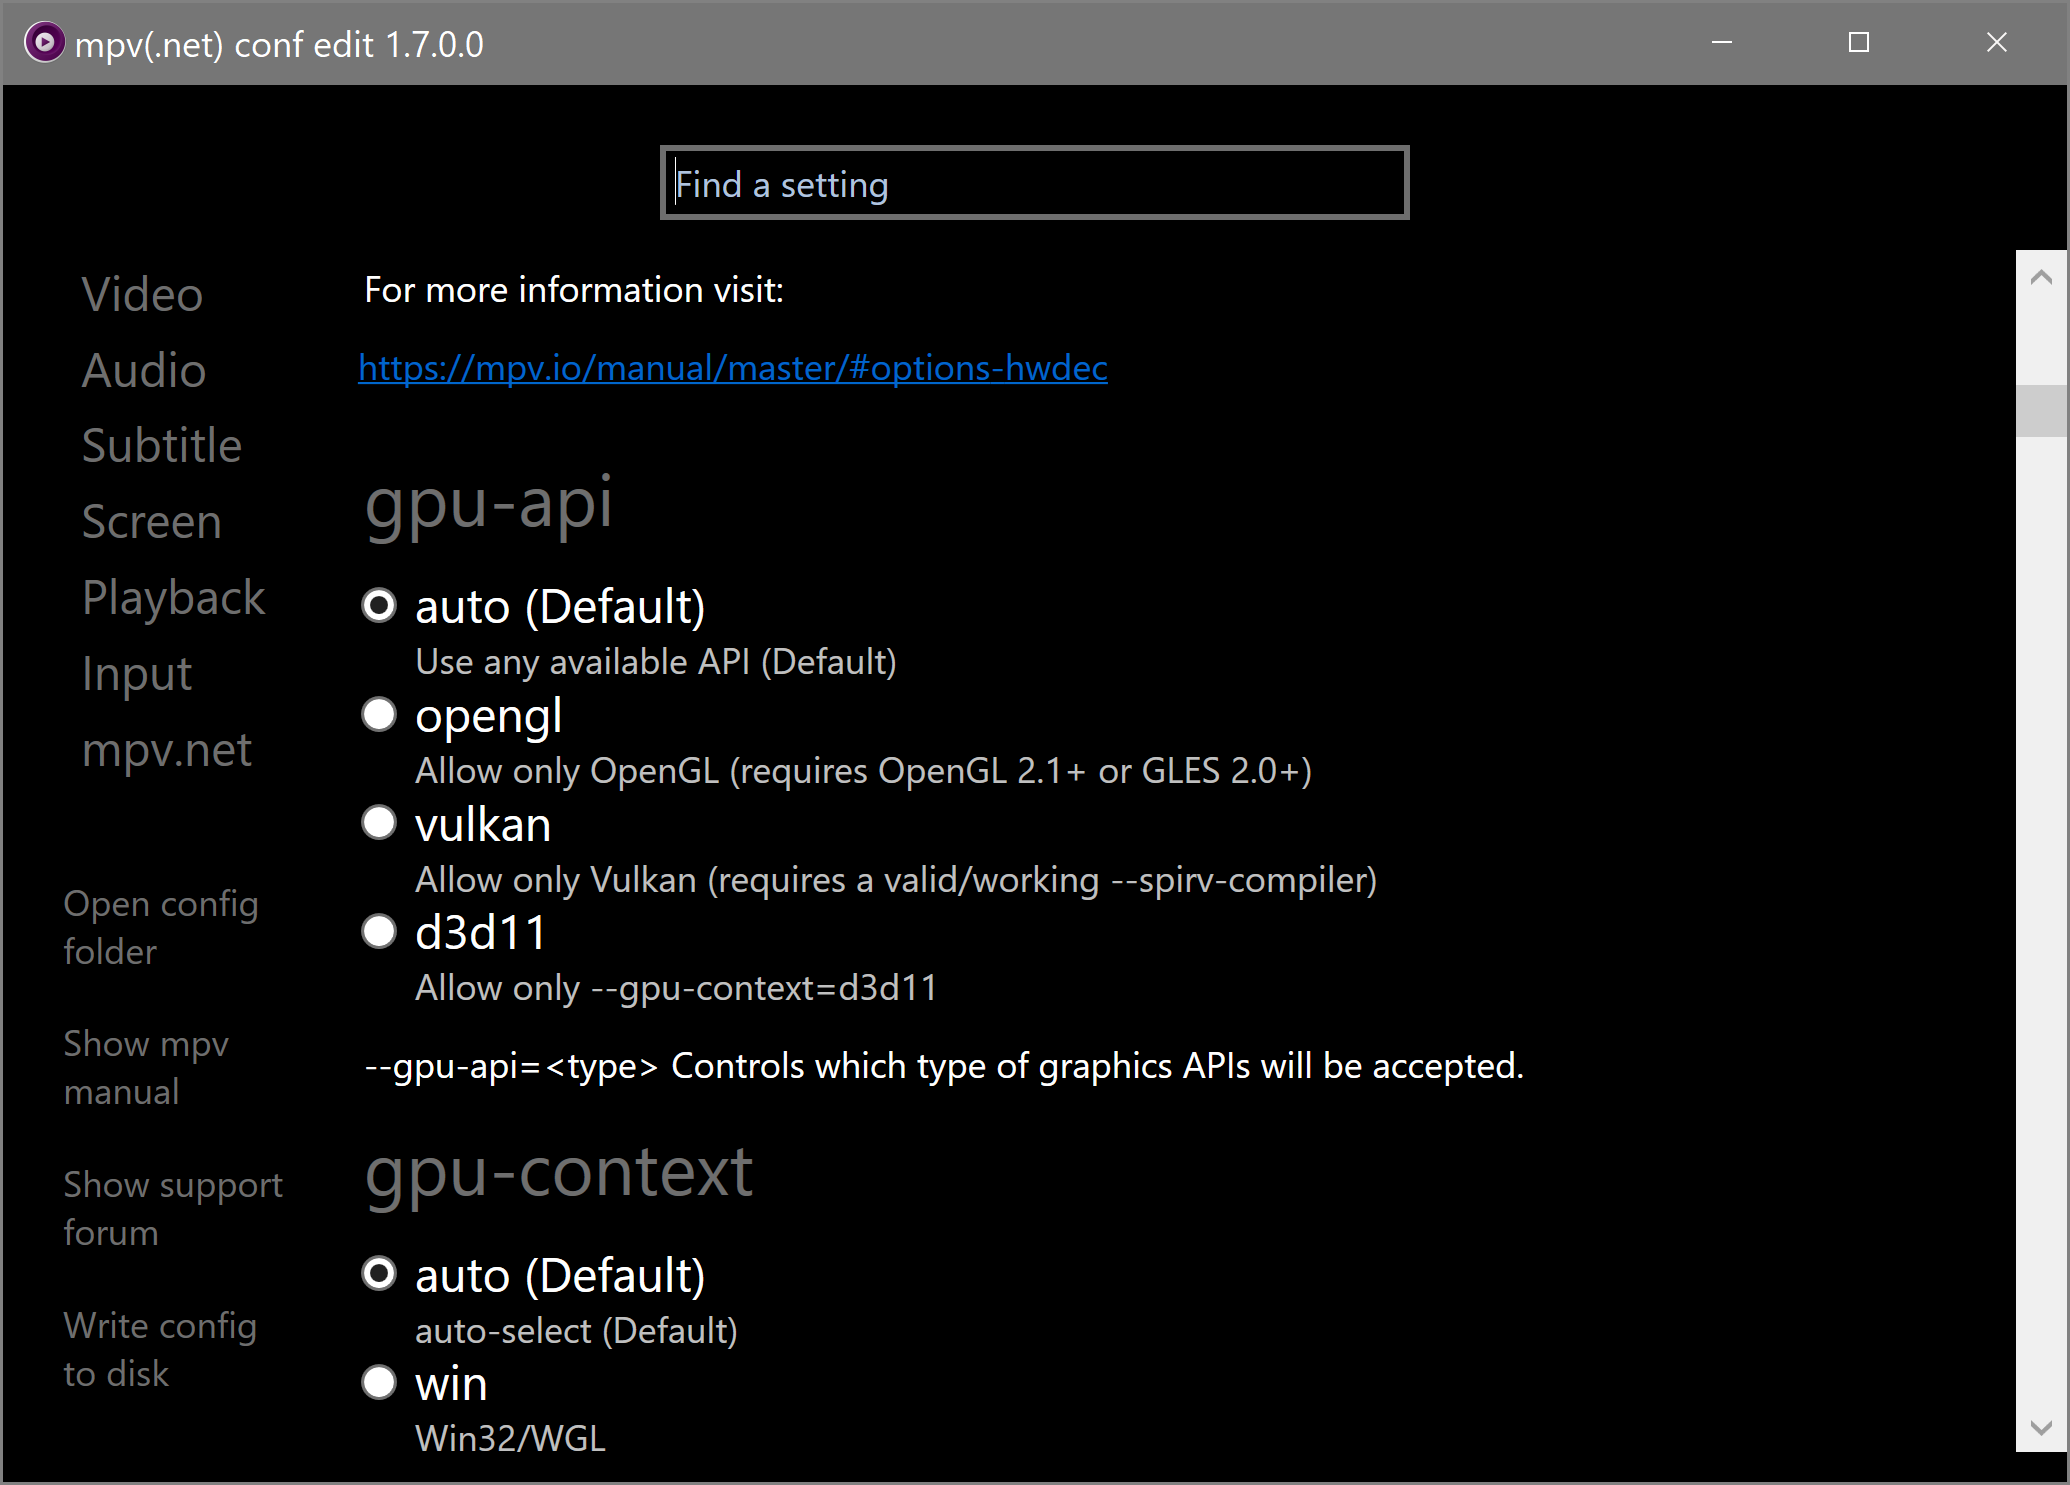 mpv(.net) conf edit 1.7.0.0
Find a setting
Video
Audio
Subtitle
Screen
Playback
Input
mpv.net
Open config
folder
Show mpv
manual
Show support
forum
Write config
to disk
For more information visit:
https://mpv.io/manual/master/#options-hwdec
gpu-api
auto (Default)
Use any available API (Default)
opengl
Allow only OpenGL (requires OpenGL 2.1+ or GLES 2.0+)
vulkan
Allow only Vulkan (requires a valid/working --spirv-compiler)
d3d11
Allow only --gpu-context=d3d11
--gpu-api=<type> Controls which type of graphics APIs will be accepted.
gpu-context
auto (Default)
auto-select (Default)
win
Win32/WGL